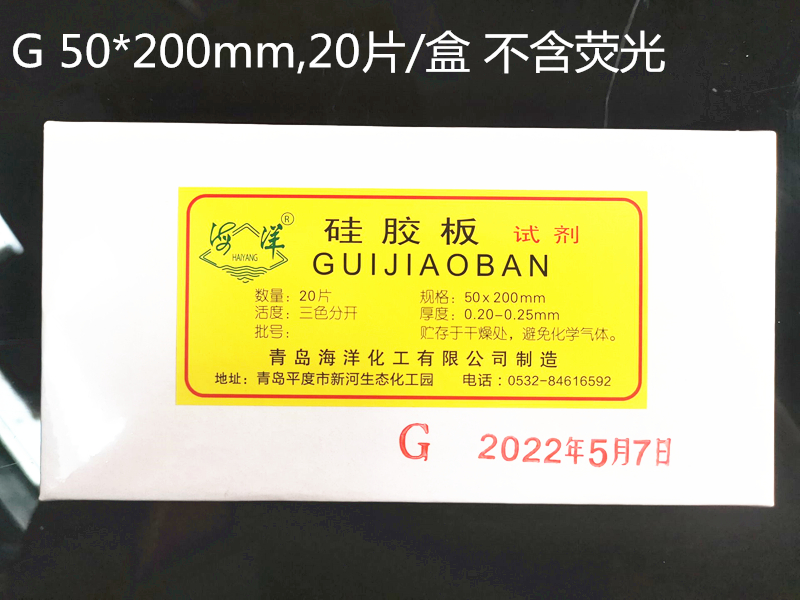 G 50*200mm,20片/盒 不含荧光
海洋®
HAIYANG
硅胶板 试剂
GUIJIAOBAN
数量：20片 规格：50x200mm
活度：三色分开 厚度：0.20-0.25mm
批号： 贮存于干燥处，避免化学气体。
青岛海洋化工有限公司制造
地址：青岛平度市新河生态化工园 电话：0532-84616592
G 2022年5月7日